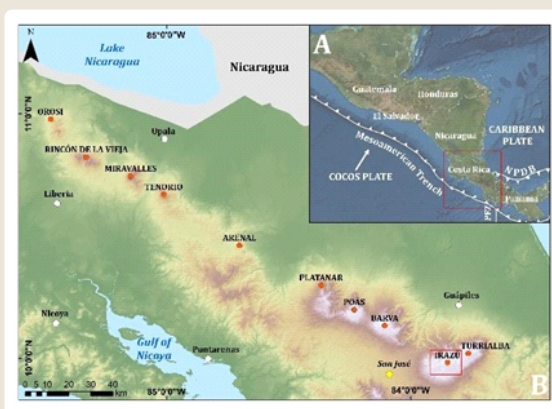 85°0'0"W
N
Lake
Nicaragua
Nicaragua
A
Guatemala
Honduras
El Salvador
Nicaragua
CARIBBEAN
PLATE
Mesoamerican Trench
Costa Rica
NPDB
COCOS PLATE
Panama
11°0'0"N
OROSI
Upala
RINCÓN DE LA VIEJA
MIRAVALLES
TENORIO
Liberia
ARENAL
PLATANAR
POÁS
Guápiles
BARVA
Nicoya
Gulf of
Nicoya
Puntarenas
TURRIALBA
IRAZÚ
San José
10°0'0"N
0 5 10 20 30 40
km
85°0'0"W
84°0'0"W
B